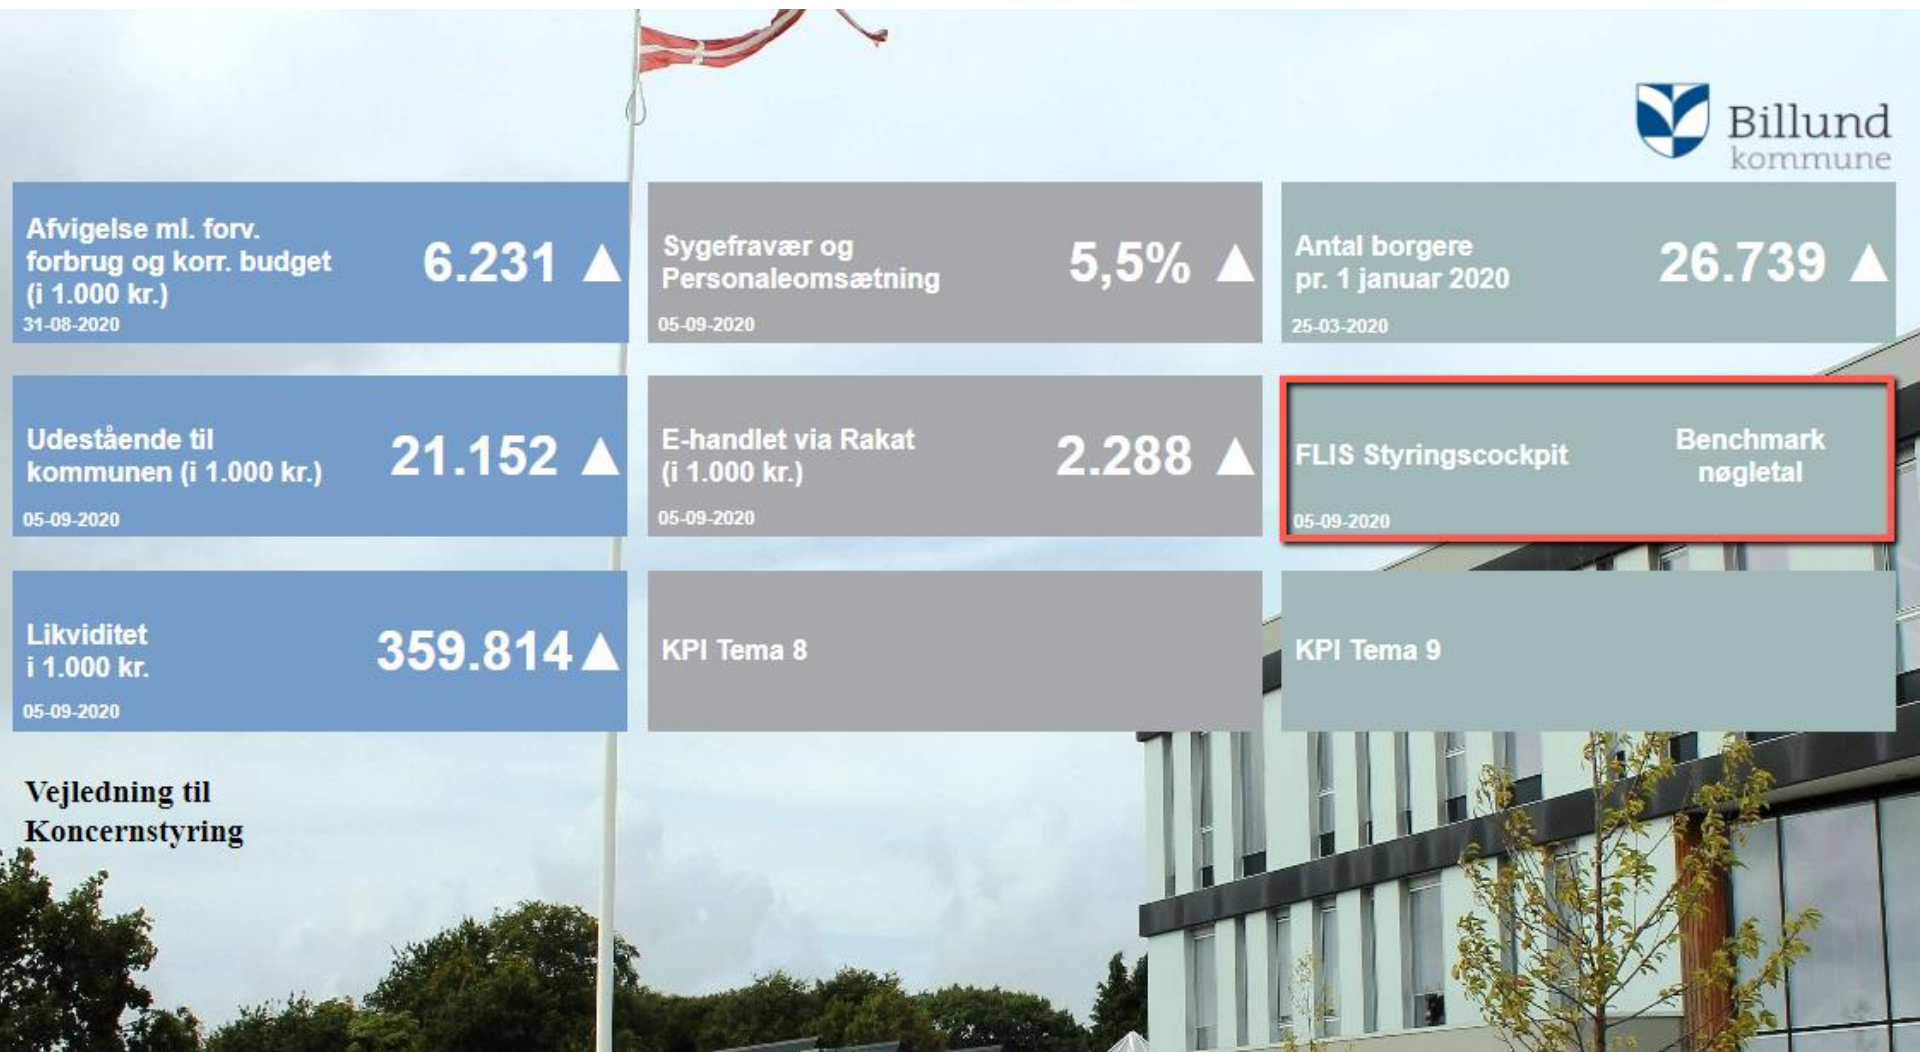 Billund
kommune
Afvigelse ml. forv.
forbrug og korr. budget
(i 1.000 kr.)
6.231 ▲
31-08-2020
Sygefravær og
Personaleomsætning
5,5% ▲
05-09-2020
Antal borgere
pr. 1 januar 2020
26.739 ▲
25-03-2020
Udestående til
kommunen (i 1.000 kr.)
21.152 ▲
05-09-2020
E-handlet via Rakat
(i 1.000 kr.)
2.288 ▲
05-09-2020
FLIS Styringscockpit
Benchmark
nøgletal
05-09-2020
Likviditet
i 1.000 kr.
359.814 ▲
05-09-2020
KPI Tema 8
KPI Tema 9
Vejledning til
Koncernstyring